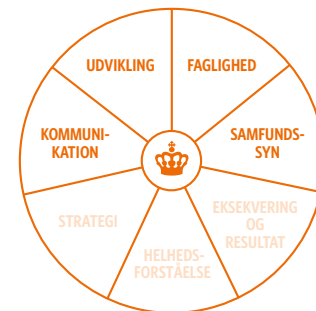 UDVIKLING
FAGLIGHED
KOMMUNI-
KATION
SAMFUNDS-
SYN
STRATEGI
EKSEKVERING
OG
RESULTAT
HELHEDS-
FORSTÅELSE